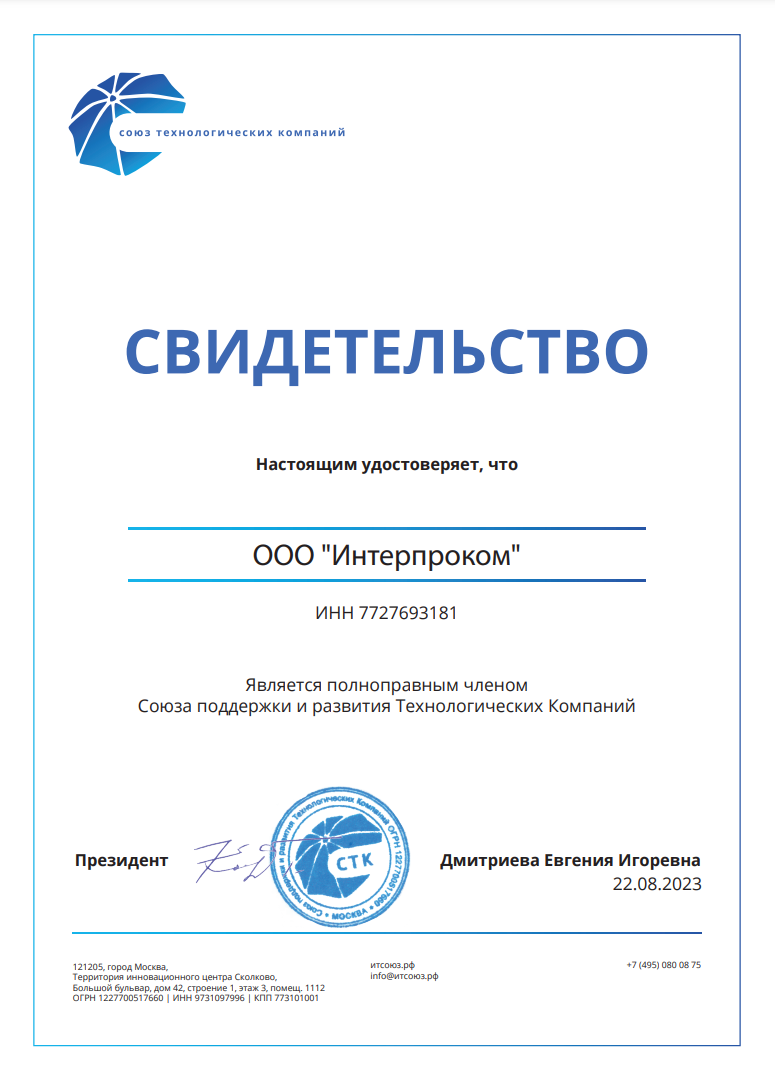 союз технологических компаний
СВИДЕТЕЛЬСТВО
Настоящим удостоверяет, что
ООО "Интерпроком"
ИНН 7727693181
Является полноправным членом
Союза поддержки и развития Технологических Компаний
Союз поддержки и развития Технологических Компаний ОГРН 1227700517660
СТК
• МОСКВА •
Президент
Дмитриева Евгения Игоревна
22.08.2023
121205, город Москва,
Территория инновационного центра Сколково,
Большой бульвар, дом 42, строение 1, этаж 3, помещ. 1112
ОГРН 1227700517660 | ИНН 9731097996 | КПП 773101001
итсоюз.рф
info@итсоюз.рф
+7 (495) 080 08 75